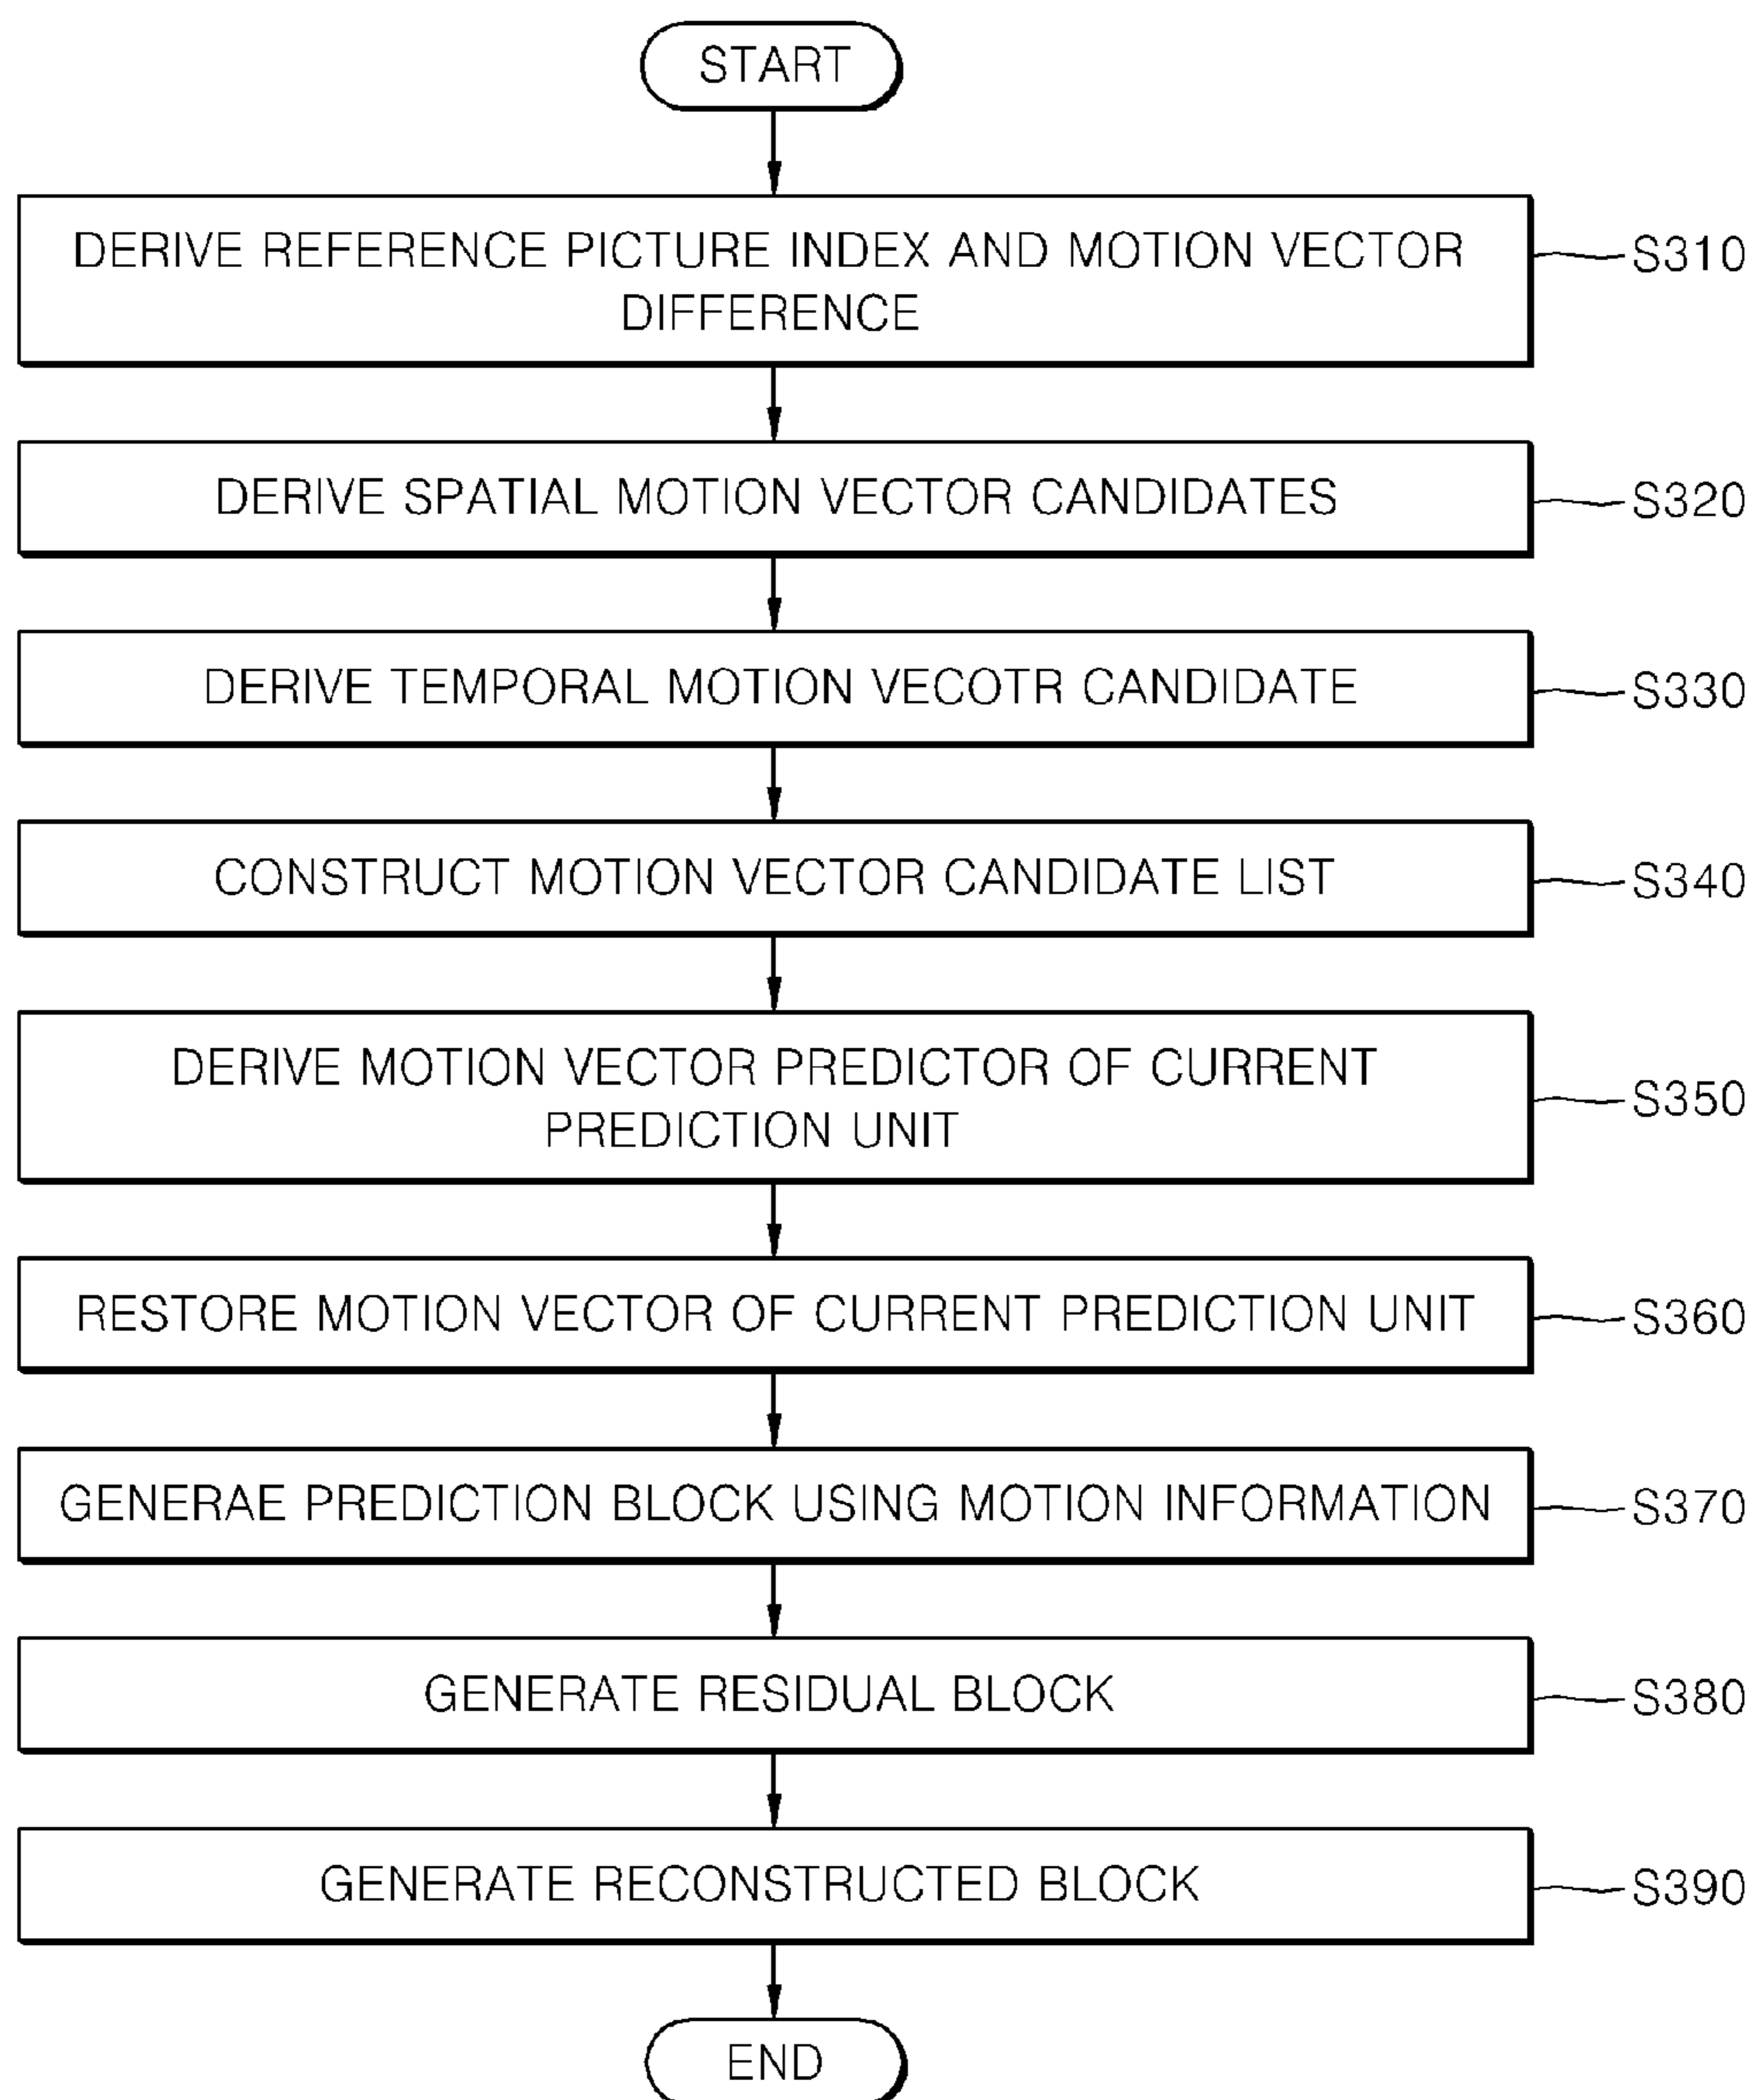 START
DERIVE REFERENCE PICTURE INDEX AND MOTION VECTOR
DIFFERENCE
S310
DERIVE SPATIAL MOTION VECTOR CANDIDATES
S320
DERIVE TEMPORAL MOTION VECOTR CANDIDATE
S330
CONSTRUCT MOTION VECTOR CANDIDATE LIST
S340
DERIVE MOTION VECTOR PREDICTOR OF CURRENT
PREDICTION UNIT
S350
RESTORE MOTION VECTOR OF CURRENT PREDICTION UNIT
S360
GENERAE PREDICTION BLOCK USING MOTION INFORMATION
S370
GENERATE RESIDUAL BLOCK
S380
GENERATE RECONSTRUCTED BLOCK
S390
END